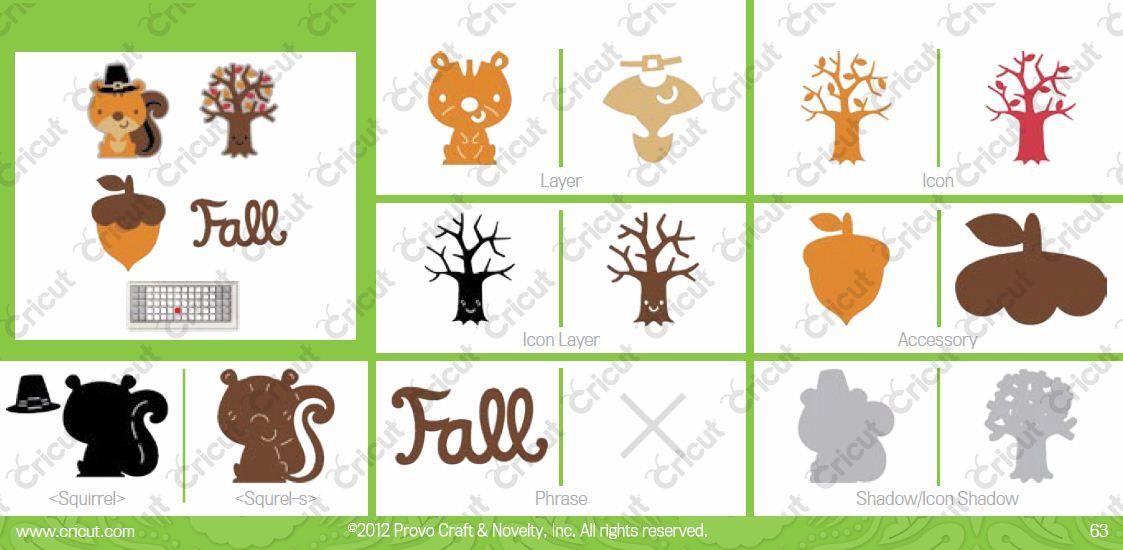 Fall
Layer
Icon
Icon Layer
Accessory
<Squirrel>
<Squrel-s>
Fall
Phrase
Shadow/Icon Shadow
www.cricut.com
©2012 Provo Craft & Novelty, Inc. All rights reserved.
63
Cricut